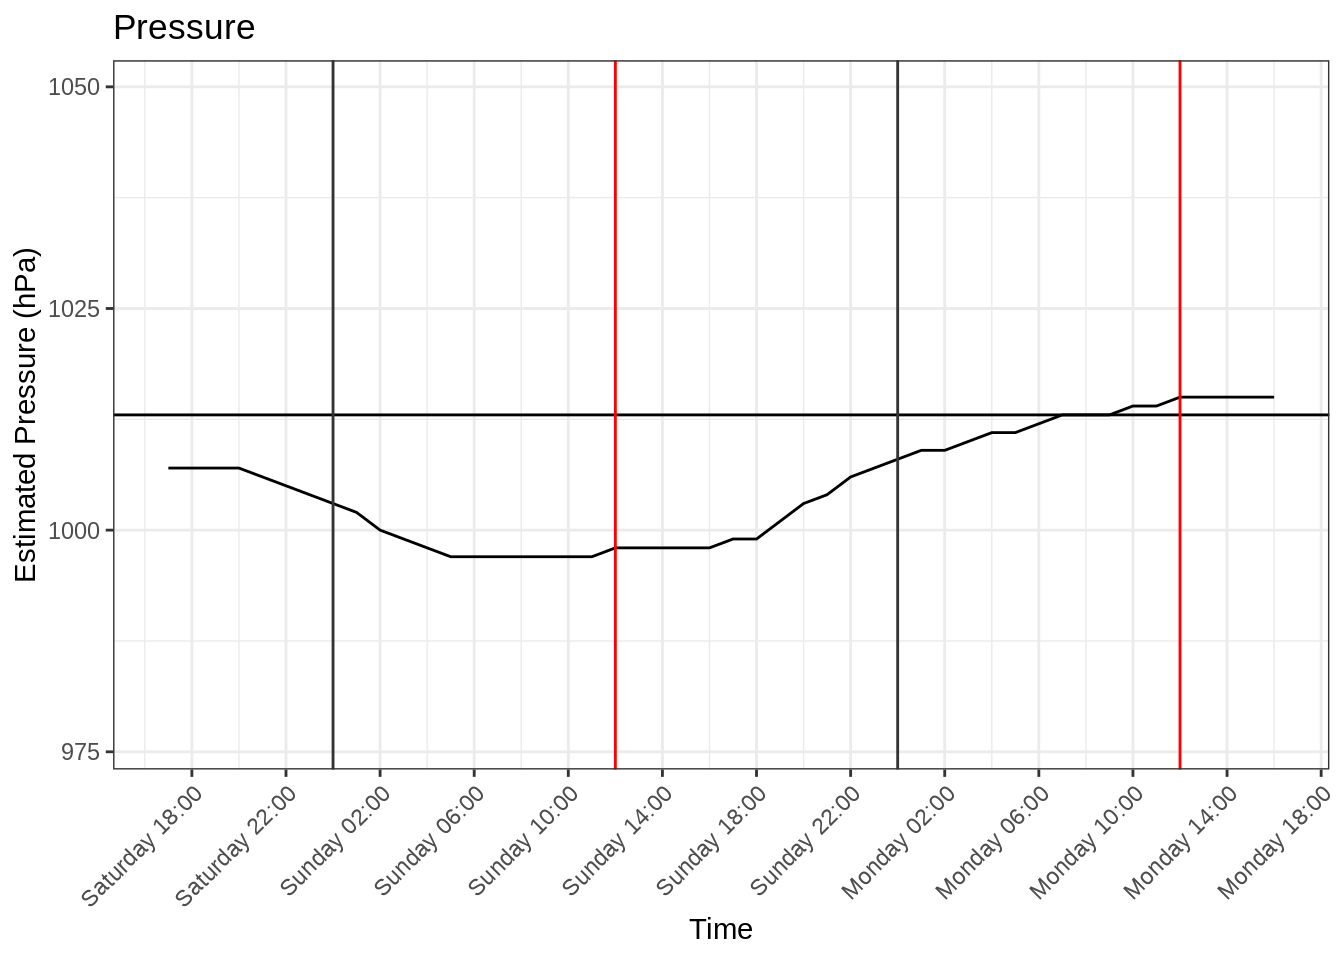 Pressure
Estimated Pressure (hPa)
1050
1025
1000
975
Saturday 18:00
Saturday 22:00
Sunday 02:00
Sunday 06:00
Sunday 10:00
Sunday 14:00
Sunday 18:00
Sunday 22:00
Monday 02:00
Monday 06:00
Monday 10:00
Monday 14:00
Monday 18:00
Time